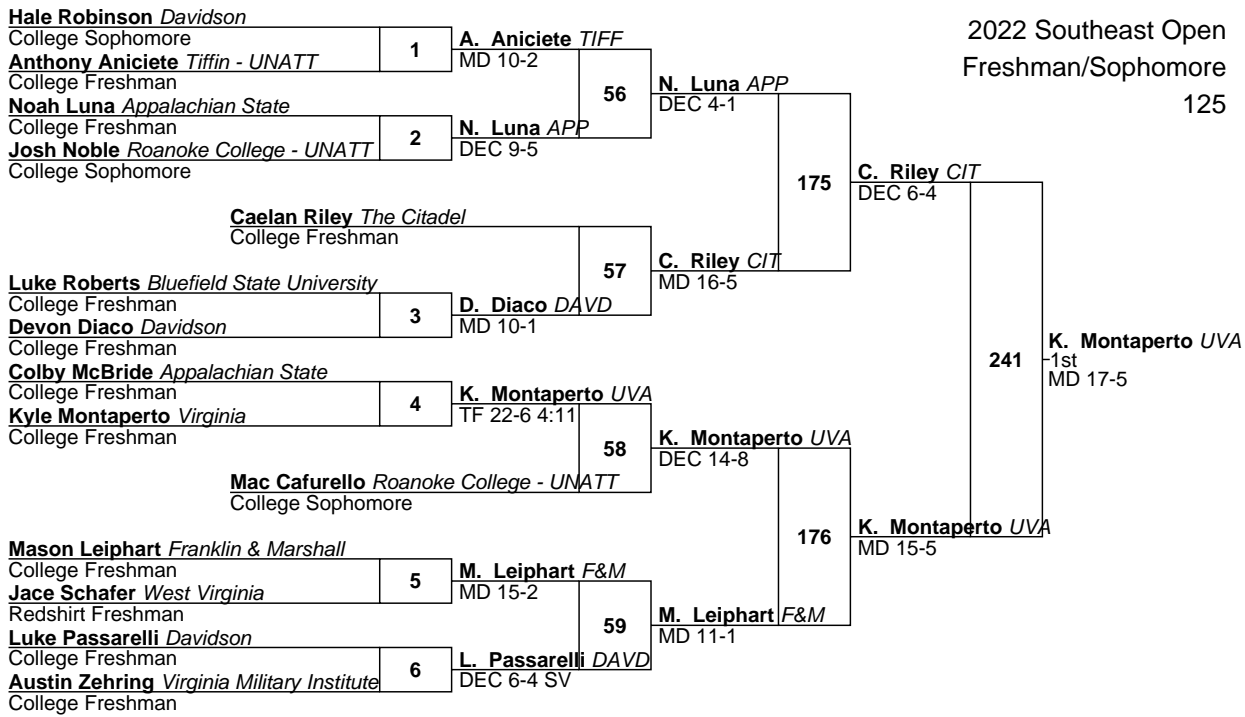 2022 Southeast Open
Freshman/Sophomore
125
Hale Robinson Davidson
College Sophomore
1
Anthony Aniciete Tiffin - UNATT
College Freshman
A. Aniciete TIFF
MD 10-2
Noah Luna Appalachian State
College Freshman
2
Josh Noble Roanoke College - UNATT
College Sophomore
N. Luna APP
DEC 9-5
56
N. Luna APP
DEC 4-1
Caelan Riley The Citadel
College Freshman
Luke Roberts Bluefield State University
College Freshman
3
Devon Diaco Davidson
College Freshman
D. Diaco DAVD
MD 10-1
57
C. Riley CIT
MD 16-5
175
C. Riley CIT
DEC 6-4
Colby McBride Appalachian State
College Freshman
4
Kyle Montaperto Virginia
College Freshman
K. Montaperto UVA
TF 22-6 4:11
Mac Cafurello Roanoke College - UNATT
College Sophomore
58
K. Montaperto UVA
DEC 14-8
Mason Leiphart Franklin & Marshall
College Freshman
5
Jace Schafer West Virginia
Redshirt Freshman
M. Leiphart F&M
MD 15-2
Luke Passarelli Davidson
College Freshman
6
Austin Zehring Virginia Military Institute
College Freshman
L. Passarelli DAVD
DEC 6-4 SV
59
M. Leiphart F&M
MD 11-1
176
K. Montaperto UVA
MD 15-5
241
K. Montaperto UVA
1st
MD 17-5